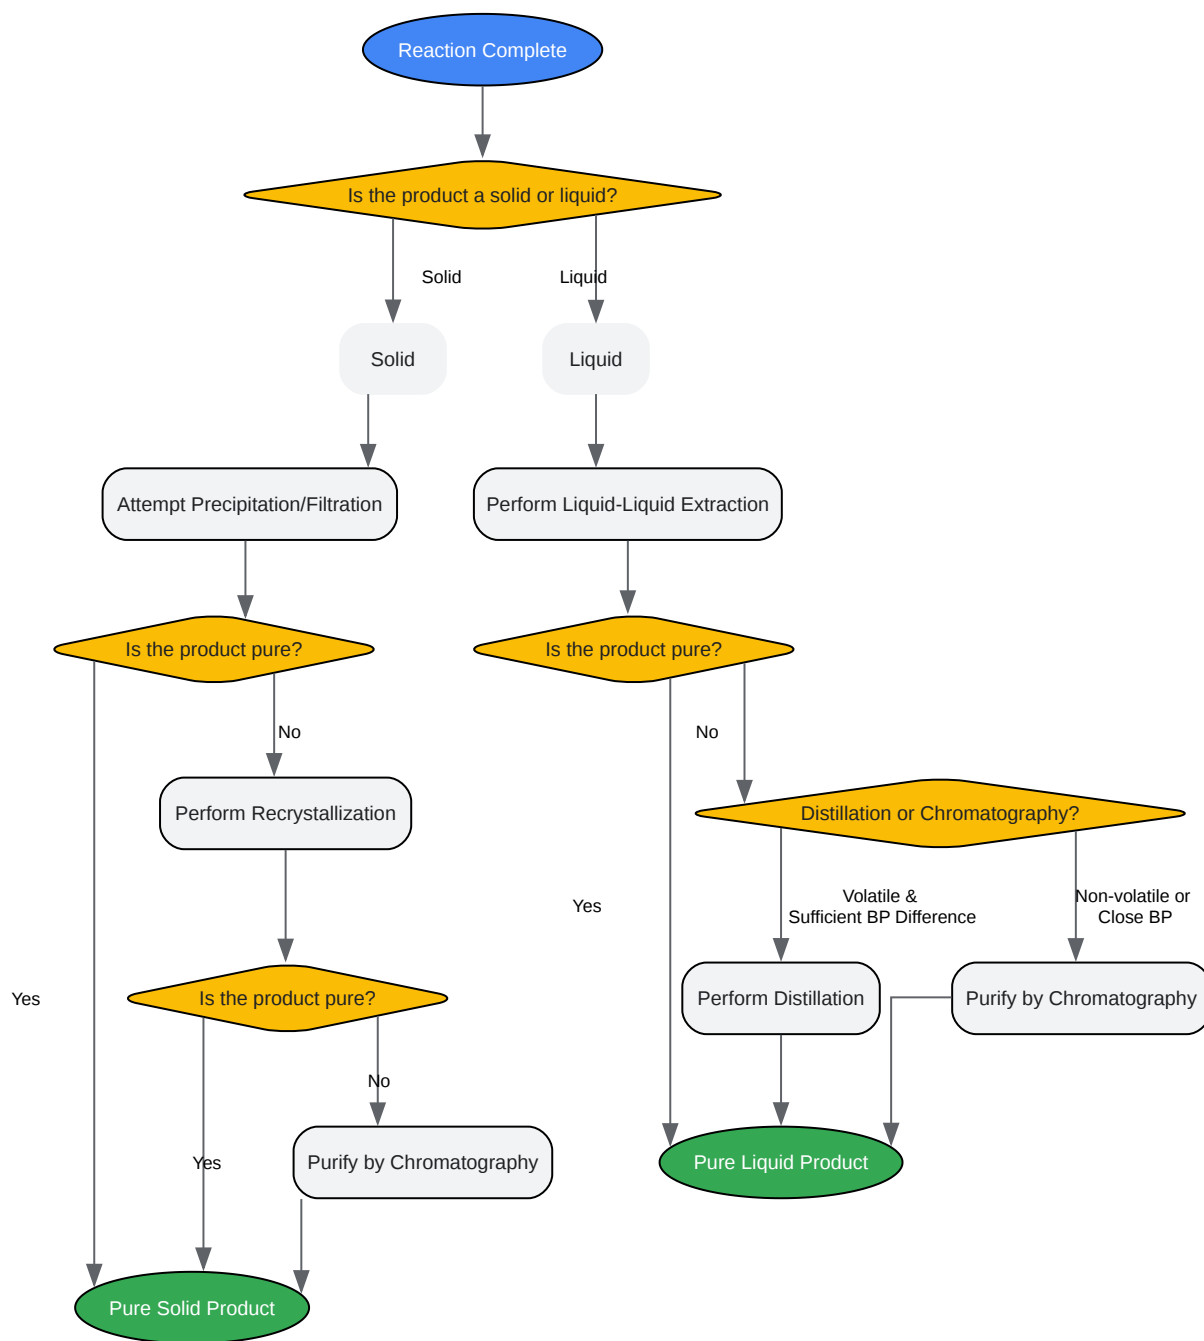 Reaction Complete
Is the product a solid or liquid?
Solid
Liquid
Solid
Liquid
Attempt Precipitation/Filtration
Perform Liquid-Liquid Extraction
Is the product pure?
Is the product pure?
No
No
Perform Recrystallization
Distillation or Chromatography?
Yes
Yes
Volatile &
Sufficient BP Difference
Non-volatile or
Close BP
Is the product pure?
Perform Distillation
Purify by Chromatography
No
Yes
Purify by Chromatography
Pure Liquid Product
Pure Solid Product